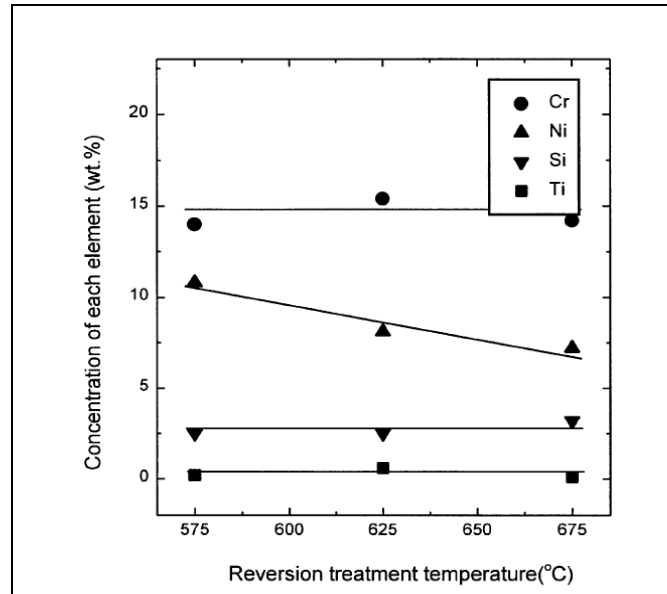 Concentration of each element (wt.%)
20
15
10
5
0
Cr
Ni
Si
Ti
575 600 625 650 675
Reversion treatment temperature(°C)